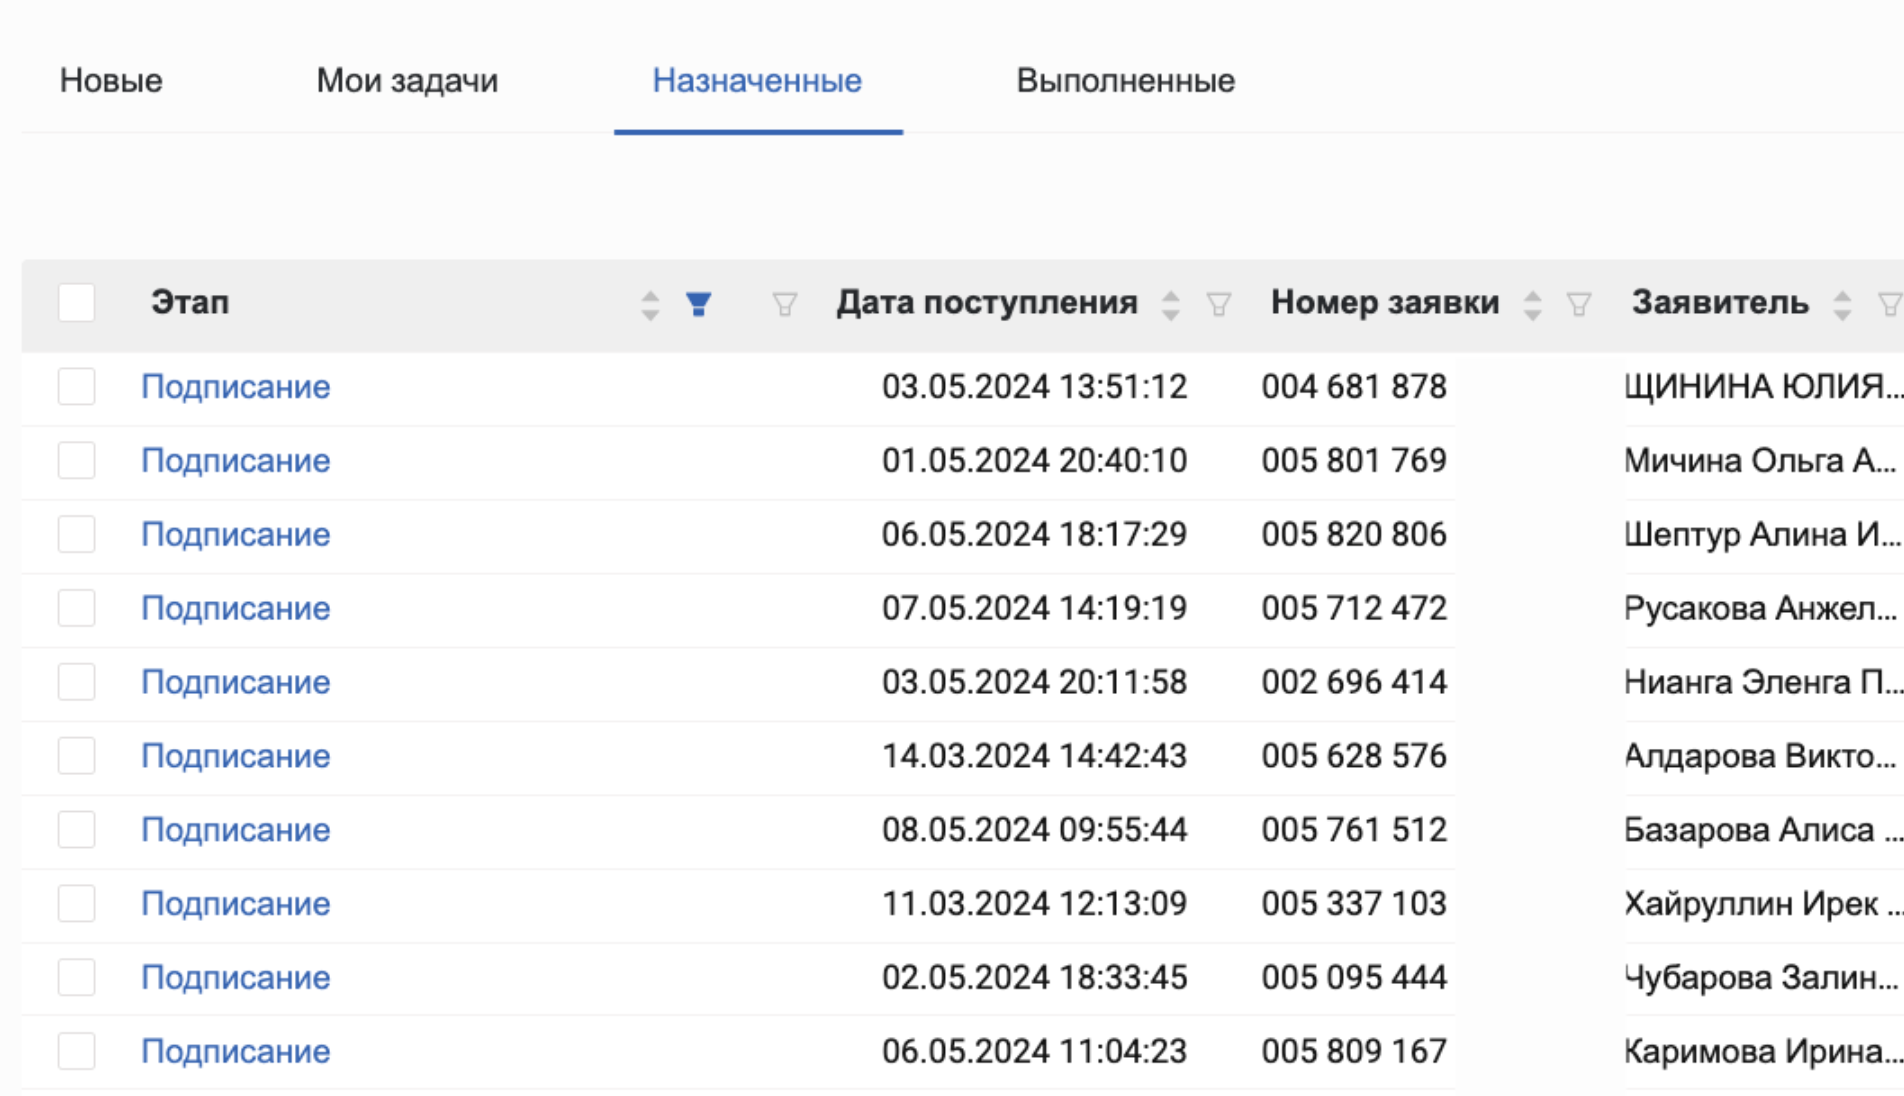 Новые Мои задачи Назначенные Выполненные
Этап Дата поступления Номер заявки Заявитель
Подписание 03.05.2024 13:51:12 004 681 878 ЩИНИНА ЮЛИЯ...
Подписание 01.05.2024 20:40:10 005 801 769 Мичина Ольга А...
Подписание 06.05.2024 18:17:29 005 820 806 Шептур Алина И...
Подписание 07.05.2024 14:19:19 005 712 472 Русакова Анжел...
Подписание 03.05.2024 20:11:58 002 696 414 Нианга Эленга П...
Подписание 14.03.2024 14:42:43 005 628 576 Алдарова Викто...
Подписание 08.05.2024 09:55:44 005 761 512 Базарова Алиса ...
Подписание 11.03.2024 12:13:09 005 337 103 Хайруллин Ирек ...
Подписание 02.05.2024 18:33:45 005 095 444 Чубарова Залин...
Подписание 06.05.2024 11:04:23 005 809 167 Каримова Ирина...